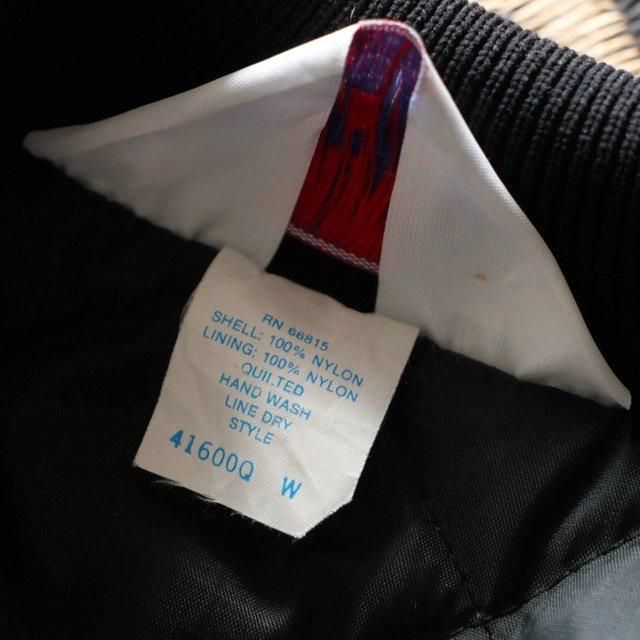 RN 66815
SHELL: 100% NYLON
LINING: 100% NYLON
QUILTED
HAND WASH
LINE DRY
STYLE
41600Q W